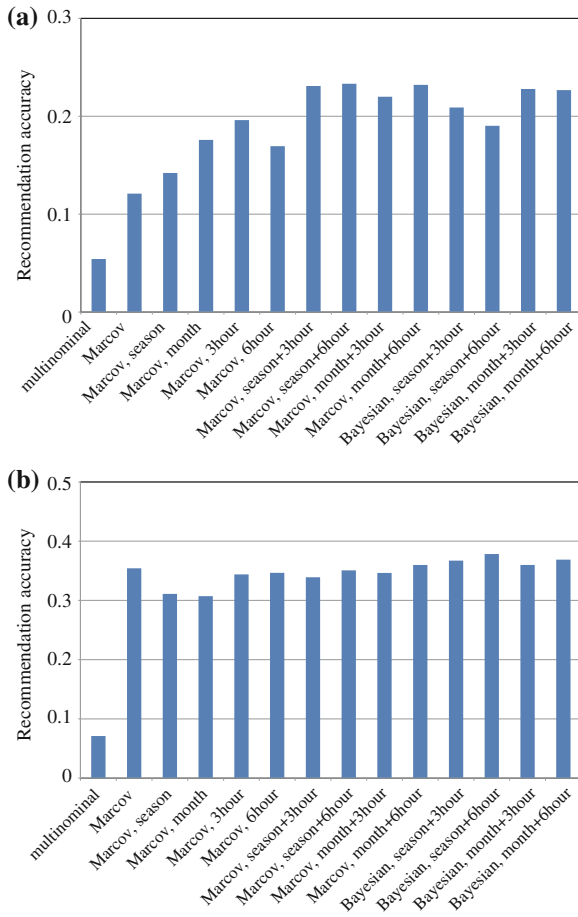 (a)
Recommendation accuracy
0.3
0.2
0.1
0
multinominal
Marcov
Marcov, season
Marcov, month
Marcov, 3hour
Marcov, 6hour
Marcov, season+3hour
Marcov, season+6hour
Marcov, month+3hour
Marcov, month+6hour
Bayesian, season+3hour
Bayesian, season+6hour
Bayesian, month+3hour
Bayesian, month+6hour
(b)
Recommendation accuracy
0.5
0.4
0.3
0.2
0.1
0
multinominal
Marcov
Marcov, season
Marcov, month
Marcov, 3hour
Marcov, 6hour
Marcov, season+3hour
Marcov, season+6hour
Marcov, month+3hour
Marcov, month+6hour
Bayesian, season+3hour
Bayesian, season+6hour
Bayesian, month+3hour
Bayesian, month+6hour